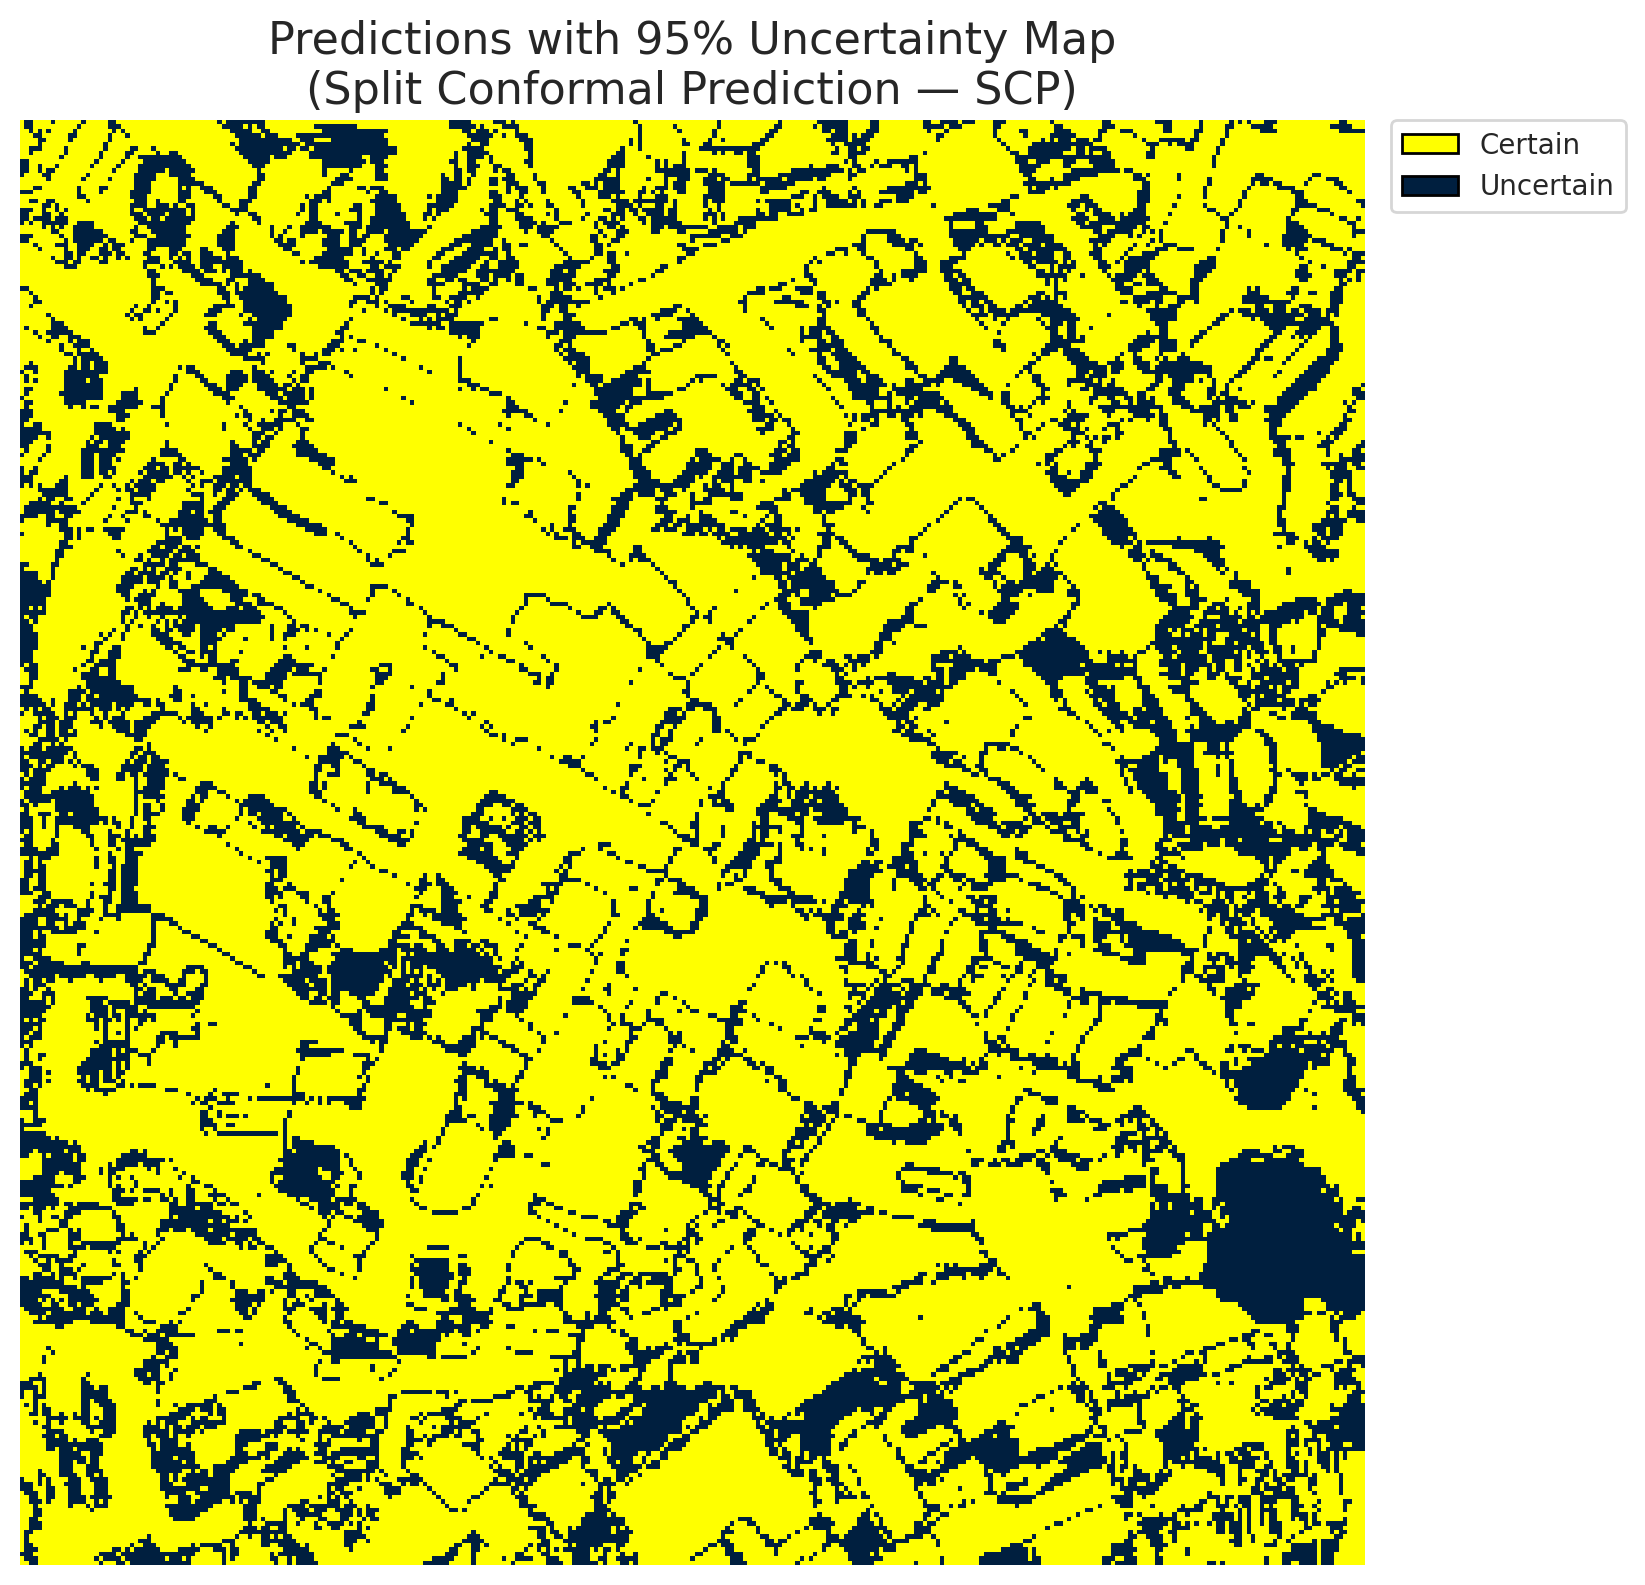 Predictions with 95% Uncertainty Map
(Split Conformal Prediction — SCP)
Certain
Uncertain